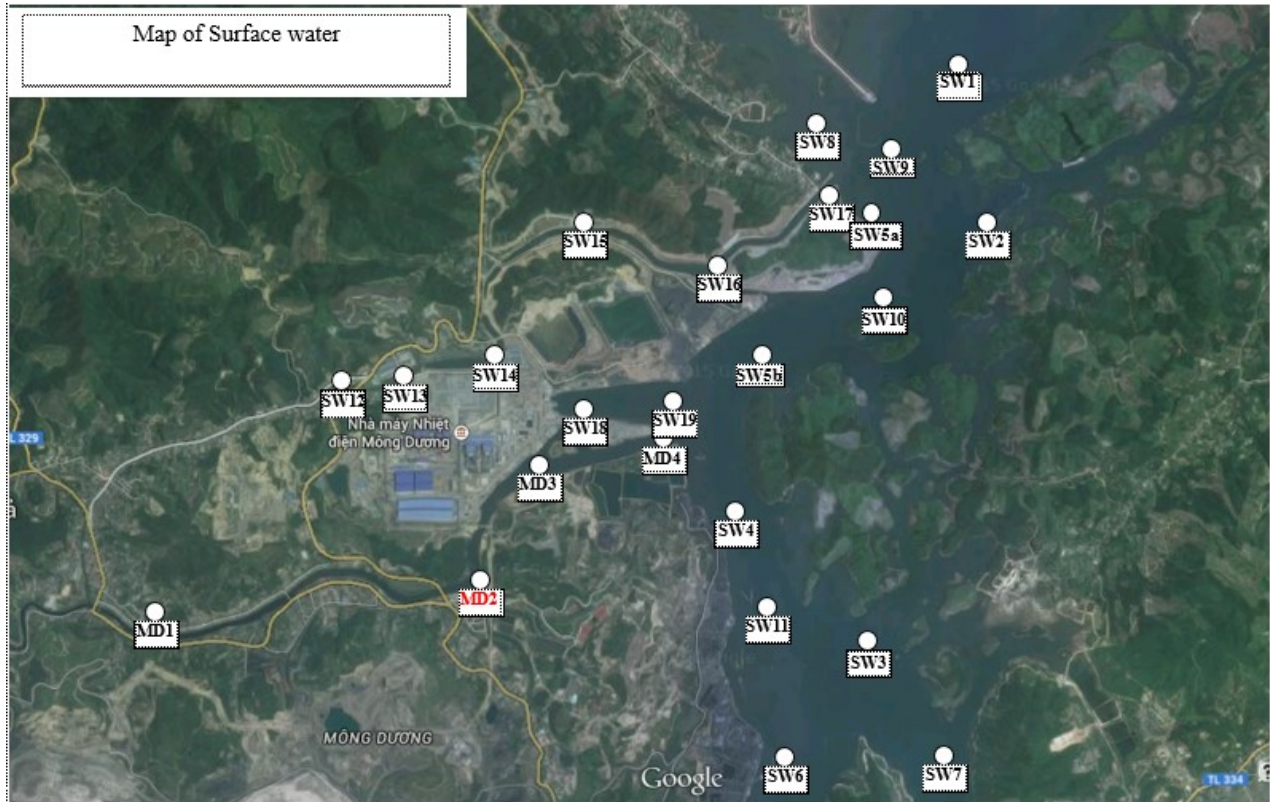 Map of Surface water
SW1
SW8
SW9
SW17
SW5a
SW2
SW15
SW16
SW10
SW14
SW5b
SW12
SW13
SW19
SW18
Nhà máy Nhiệt
điện Mông Dương
L 329
MD4
MD3
SW4
MD2
MD1
SW11
SW3
MÔNG DƯƠNG
Google
SW6
SW7
TL 334